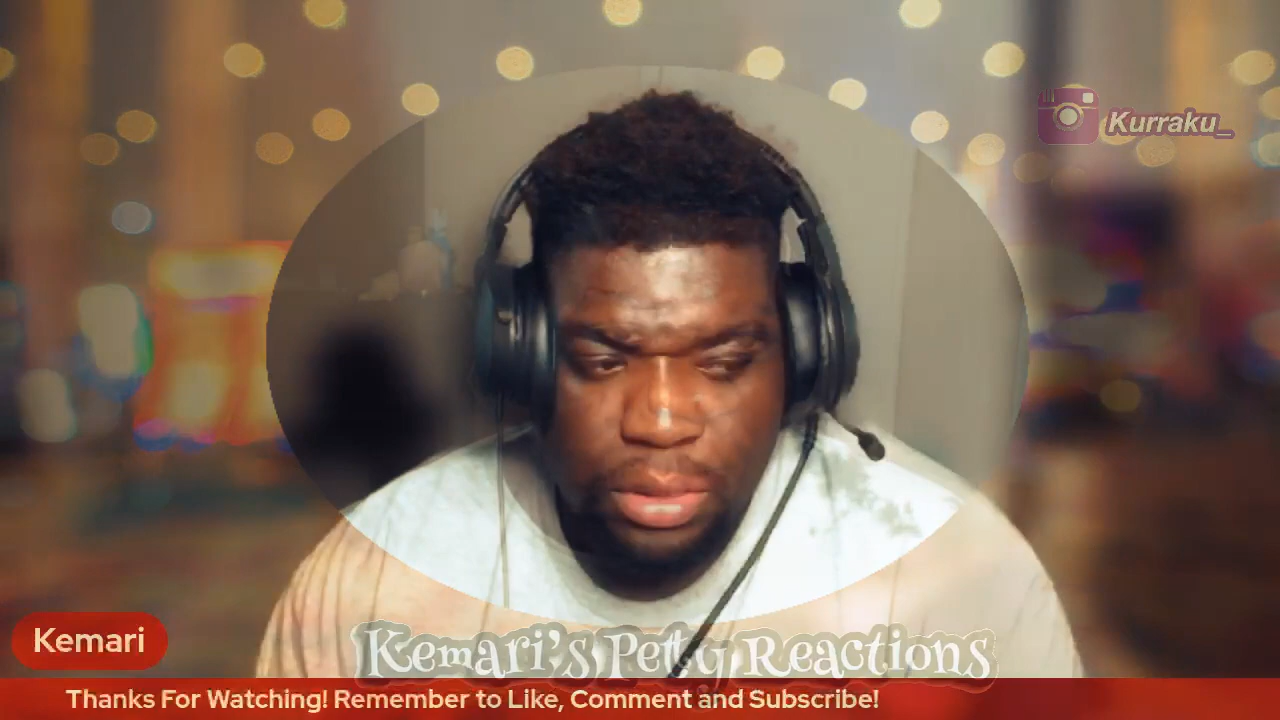 Kurraku_
Kemari
Kemari's Petty Reactions
Thanks For Watching! Remember to Like, Comment and Subscribe!